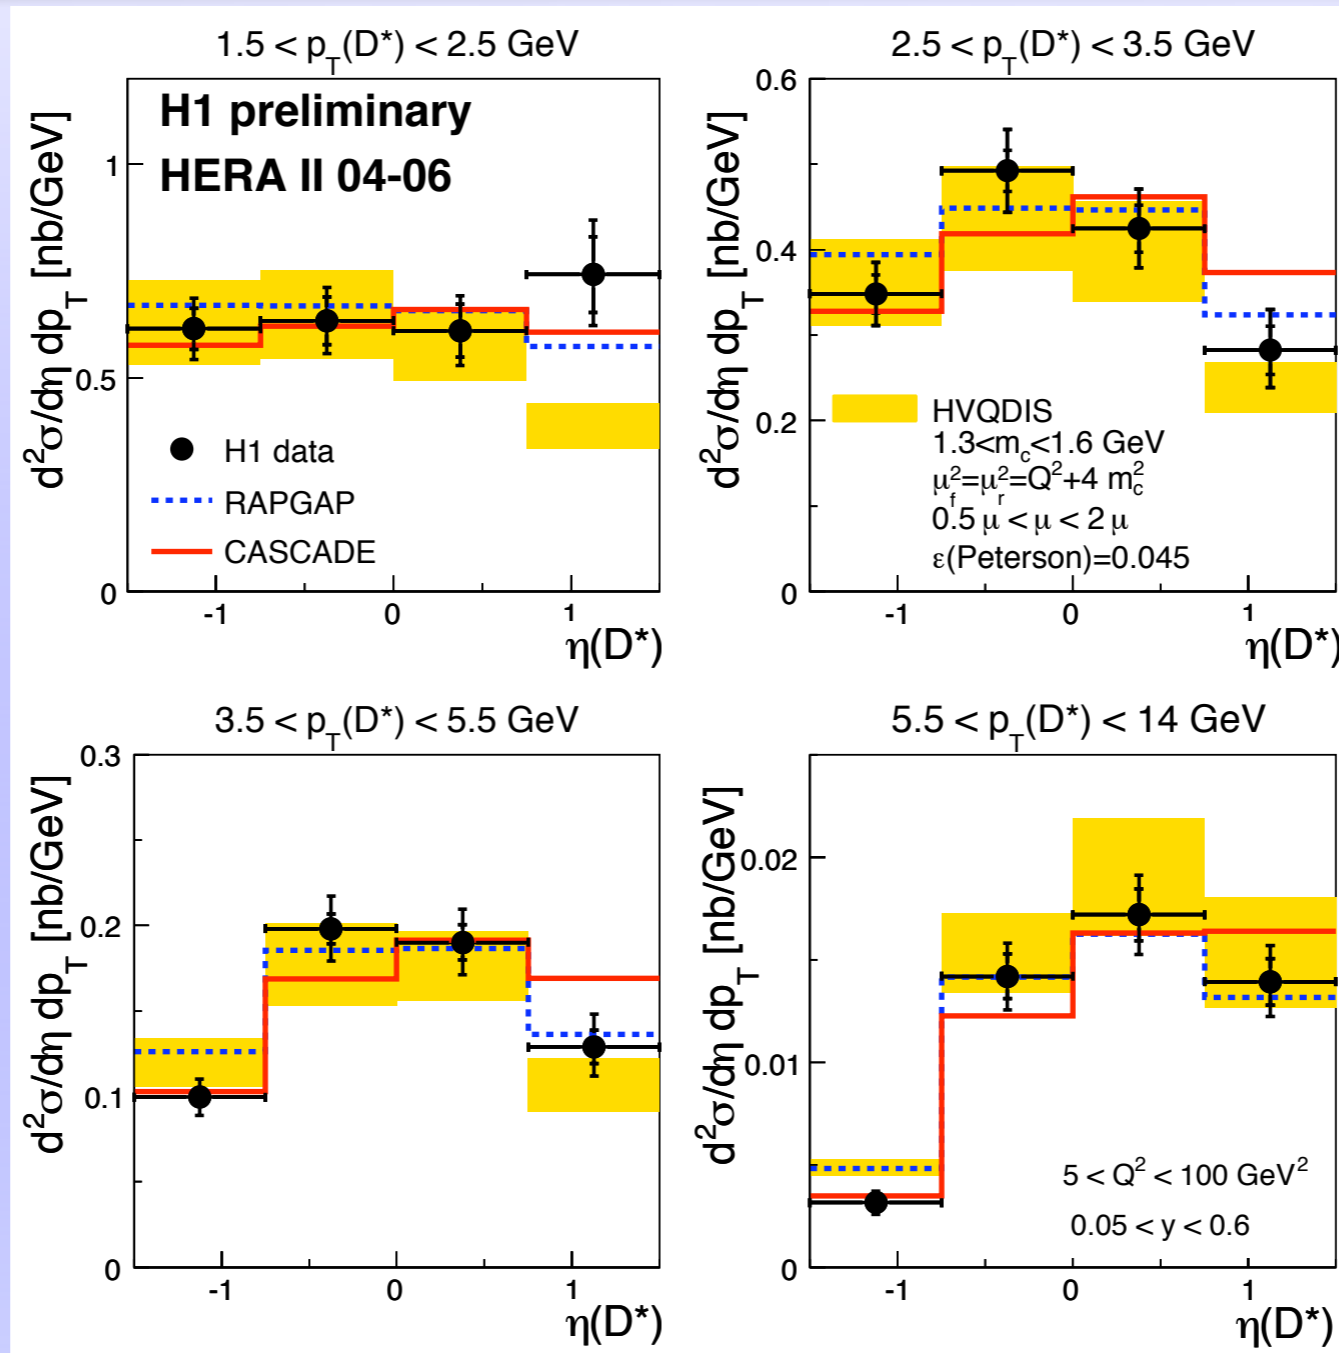 1.5 < p_T(D*) < 2.5 GeV
d²σ/dη dp_T [nb/GeV]
H1 preliminary
HERA II 04-06
1
0.5
0
H1 data
RAPGAP
CASCADE
-1 0 1
η(D*)
2.5 < p_T(D*) < 3.5 GeV
d²σ/dη dp_T [nb/GeV]
0.6
0.4
0.2
0
HVQDIS
1.3<m_c<1.6 GeV
μ_f²=μ_r²=Q²+4 m_c²
0.5 μ < μ < 2 μ
ε(Peterson)=0.045
-1 0 1
η(D*)
3.5 < p_T(D*) < 5.5 GeV
d²σ/dη dp_T [nb/GeV]
0.3
0.2
0.1
0
-1 0 1
η(D*)
5.5 < p_T(D*) < 14 GeV
d²σ/dη dp_T [nb/GeV]
0.02
0.01
0
5 < Q² < 100 GeV²
0.05 < y < 0.6
-1 0 1
η(D*)